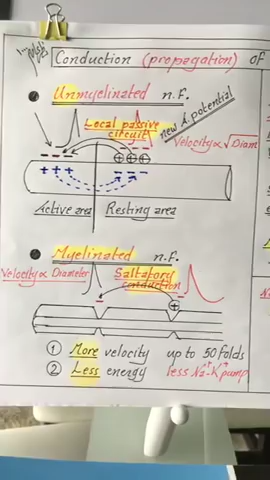 Conduction (propagation) of
Unmyelinated n.F.
Local passive
circuit
new A.potential
Velocity∝√Diam
- - -
+ + +
+ + +
- - -
Active area Resting area
Myelinated n.F.
Velocity∝ Diameter
Saltatory
conduction
- -
+
① More velocity up to 50 folds
② Less energy less Na⁺-K⁺ pump